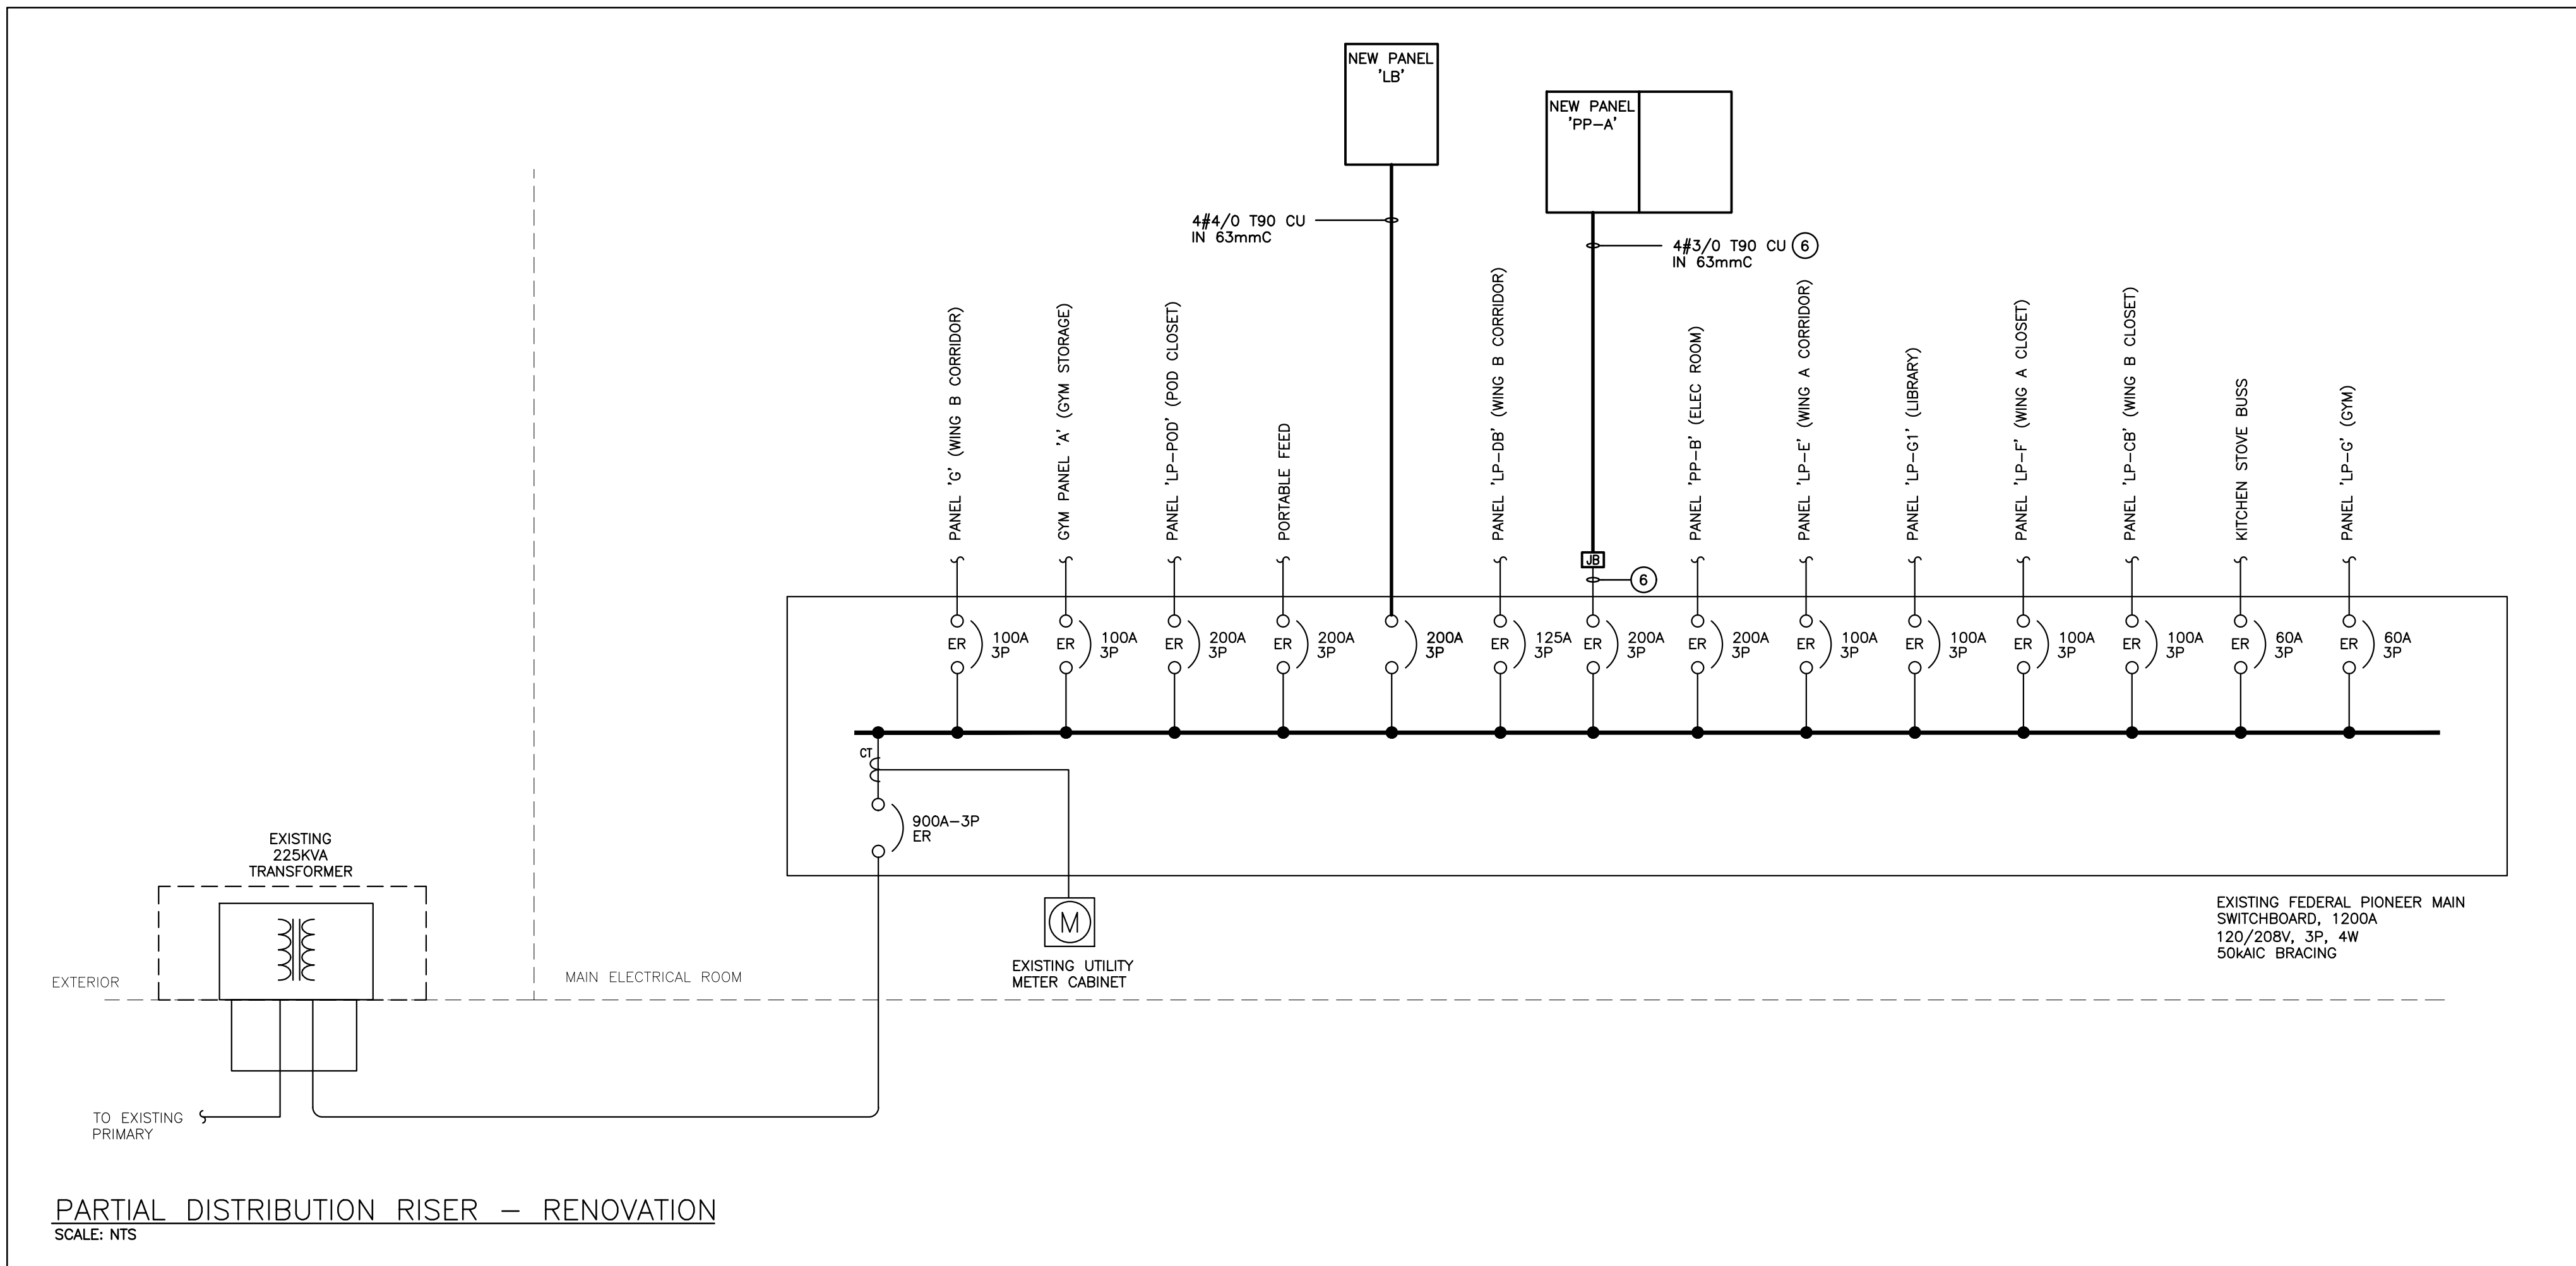 NEW PANEL
'LB'
NEW PANEL
'PP-A'
4#4/0 T90 CU
IN 63mmC
4#3/0 T90 CU 6
IN 63mmC
PANEL 'G' (WING B CORRIDOR)
GYM PANEL 'A' (GYM STORAGE)
PANEL 'LP-POD' (POD CLOSET)
PORTABLE FEED
PANEL 'LP-DB' (WING B CORRIDOR)
PANEL 'PP-B' (ELEC ROOM)
PANEL 'LP-E' (WING A CORRIDOR)
PANEL 'LP-G1' (LIBRARY)
PANEL 'LP-F' (WING A CLOSET)
PANEL 'LP-CB' (WING B CLOSET)
KITCHEN STOVE BUSS
PANEL 'LP-G' (GYM)
JB
6
ER
100A
3P
ER
100A
3P
ER
200A
3P
ER
200A
3P
200A
3P
ER
125A
3P
ER
200A
3P
ER
200A
3P
ER
100A
3P
ER
100A
3P
ER
100A
3P
ER
100A
3P
ER
60A
3P
ER
60A
3P
CT
900A-3P
ER
M
EXISTING UTILITY
METER CABINET
EXISTING FEDERAL PIONEER MAIN
SWITCHBOARD, 1200A
120/208V, 3P, 4W
50kAIC BRACING
EXISTING
225KVA
TRANSFORMER
EXTERIOR
MAIN ELECTRICAL ROOM
TO EXISTING
PRIMARY
PARTIAL DISTRIBUTION RISER - RENOVATION
SCALE: NTS